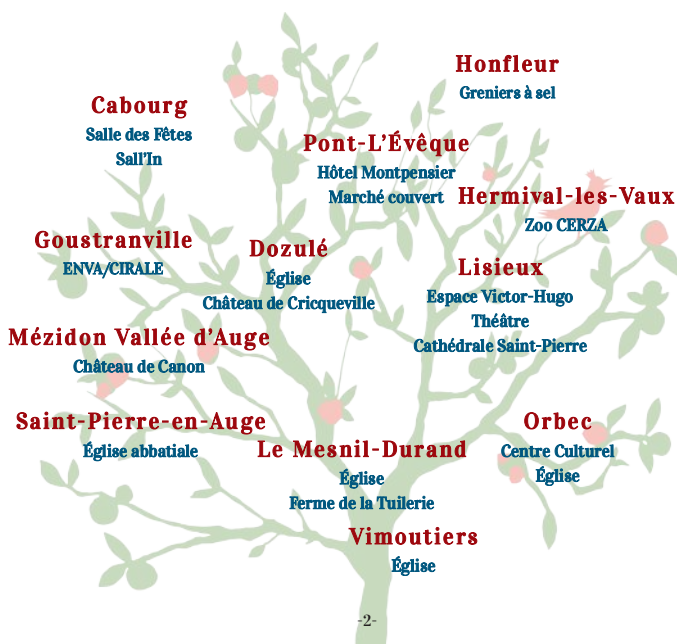 Honfleur
Greniers à sel
Cabourg
Salle des Fêtes
Sall'In
Pont-L'Évêque
Hôtel Montpensier
Marché couvert
Hermival-les-Vaux
Zoo CERZA
Goustranville
ENVA/CIRALE
Dozulé
Église
Château de Cricqueville
Lisieux
Espace Victor-Hugo
Théâtre
Cathédrale Saint-Pierre
Mézidon Vallée d'Auge
Château de Canon
Saint-Pierre-en-Auge
Église abbatiale
Le Mesnil-Durand
Église
Ferme de la Tuilerie
Orbec
Centre Culturel
Église
Vimoutiers
Église
-2-